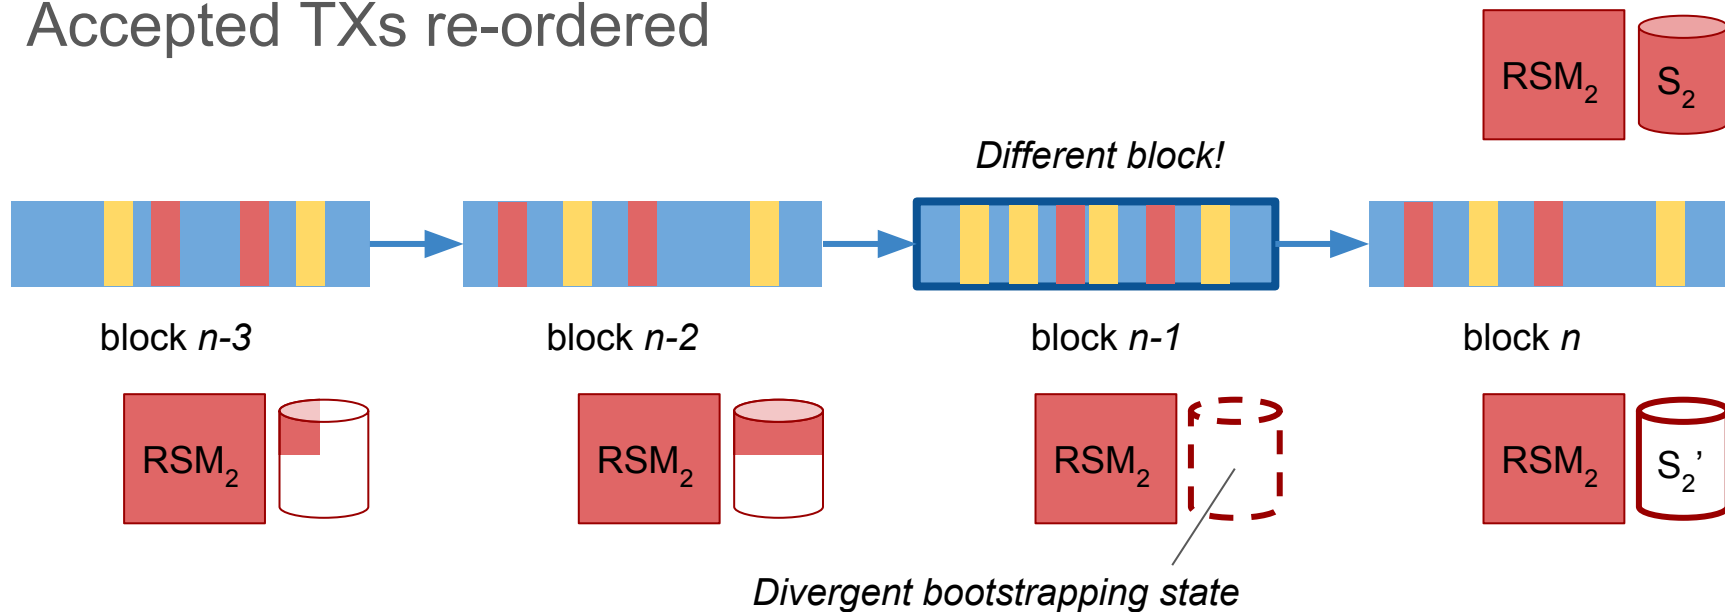 Accepted TXs re-ordered
RSM₂ S₂
Different block!
block n-3 block n-2 block n-1 block n
RSM₂ RSM₂ RSM₂ RSM₂ S₂’
Divergent bootstrapping state